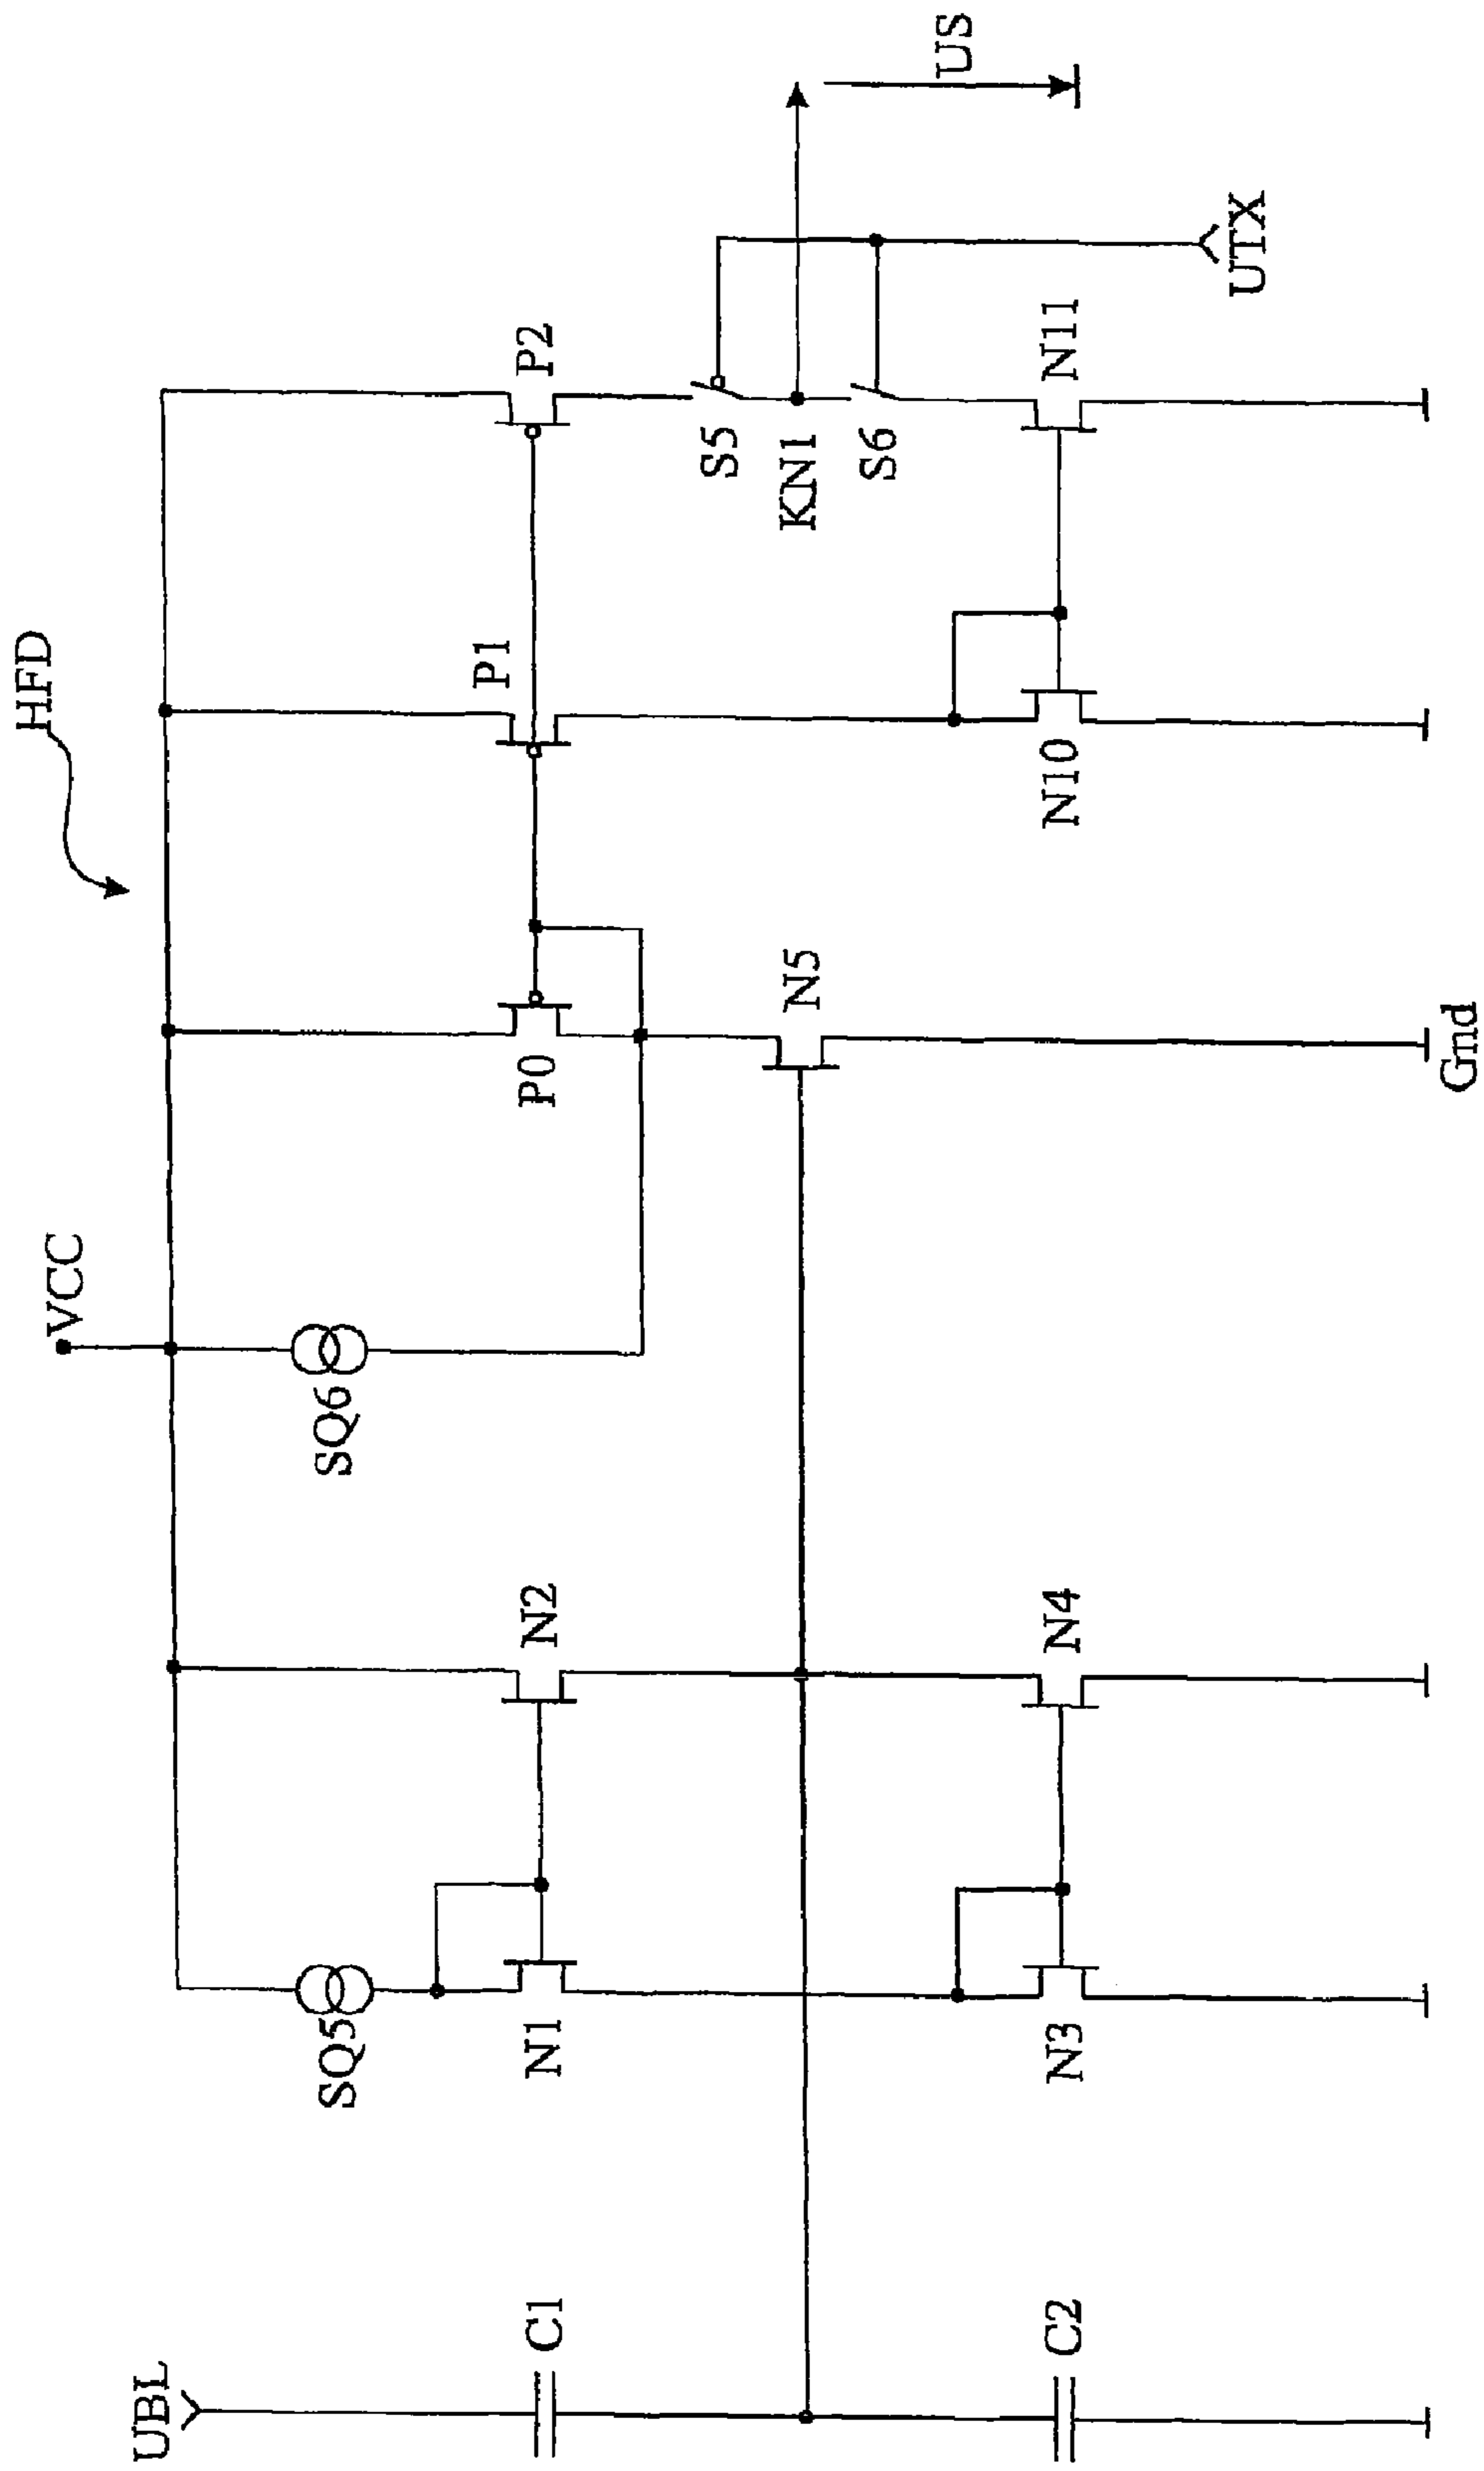 HFD
VCC
UBL
SQ5
SQ6
N1
N2
P0
P1
P2
C1
S5
KN1
S6
US
N5
C2
N3
N4
N10
N11
UTX
Gnd